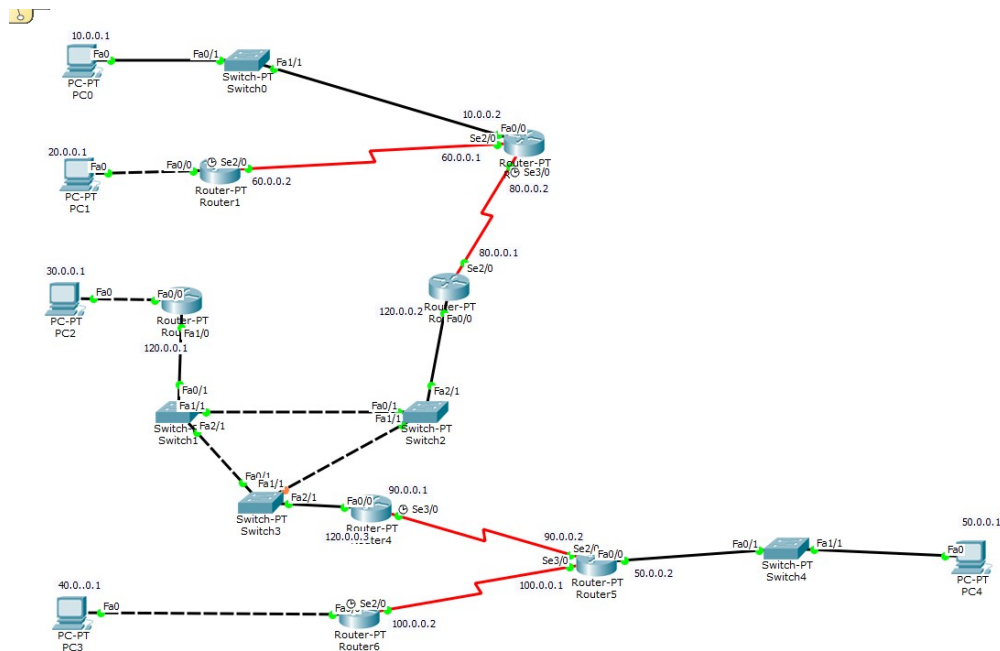 10.0.0.1
Fa0
PC-PT
PC0
Fa0/1
Fa1/1
Switch-PT
Switch0
10.0.0.2
Fa0/0
Se2/0
60.0.0.1
Router-PT
Se3/0
80.0.0.2
20.0.0.1
Fa0
PC-PT
PC1
Fa0/0
Se2/0
60.0.0.2
Router-PT
Router1
80.0.0.1
Se2/0
Router-PT
Fa0/0
120.0.0.2
30.0.0.1
Fa0
PC-PT
PC2
Fa0/0
Router-PT
Fa1/0
120.0.0.1
Fa0/1
Fa1/1
Fa2/1
Switch1
Fa2/1
Fa0/1
Fa1/1
Switch-PT
Switch2
Fa0/1
Fa1/1
Fa2/1
Switch-PT
Switch3
90.0.0.1
Fa0/0
Se3/0
Router-PT
120.0.0.3
90.0.0.2
Se2/0
Fa0/0
Se3/0
100.0.0.1
50.0.0.2
Router-PT
Router5
Fa0/1
Fa1/1
Switch-PT
Switch4
50.0.0.1
Fa0
PC-PT
PC4
40.0..0.1
Fa0
PC-PT
PC3
Se2/0
100.0.0.2
Router-PT
Router6